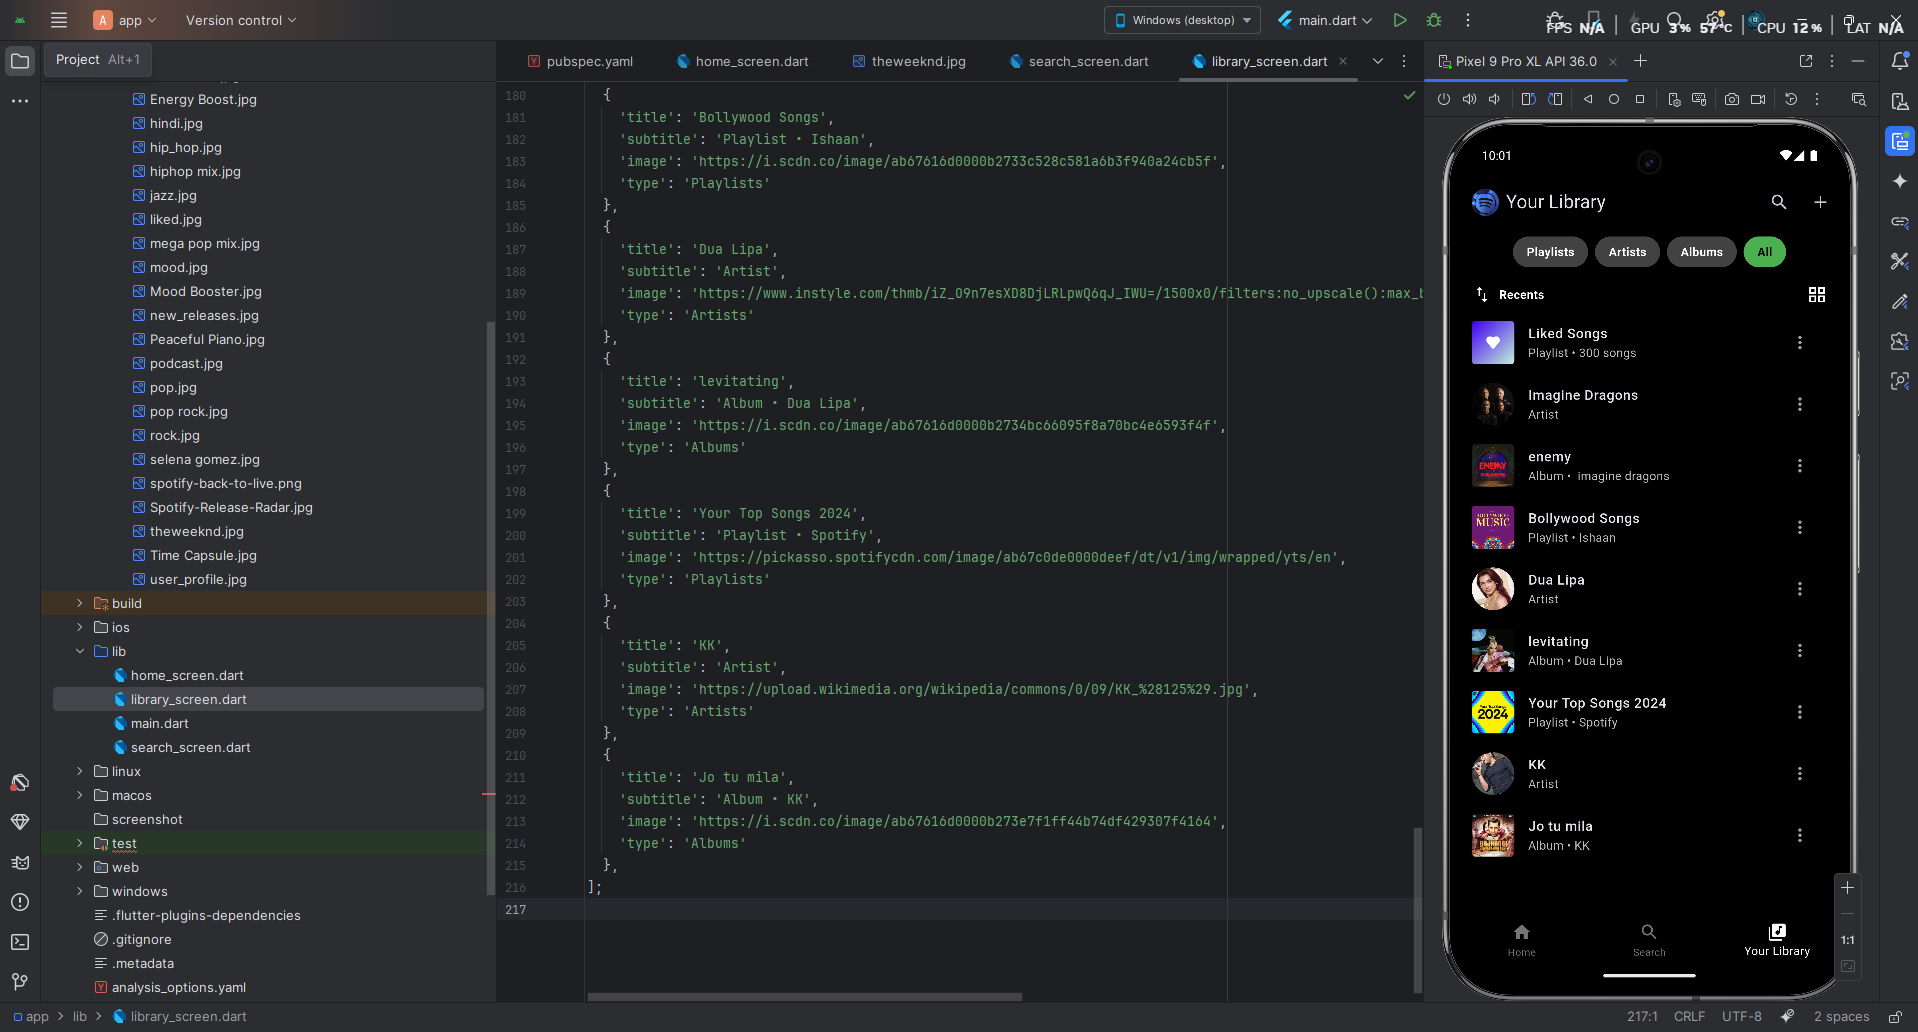 A app
Version control
Windows (desktop)
main.dart
FPS N/A | GPU 3% 57°C | CPU 12% | LAT N/A
Project Alt+1
Energy Boost.jpg
hindi.jpg
hip_hop.jpg
hiphop mix.jpg
jazz.jpg
liked.jpg
mega pop mix.jpg
mood.jpg
Mood Booster.jpg
new_releases.jpg
Peaceful Piano.jpg
podcast.jpg
pop.jpg
pop rock.jpg
rock.jpg
selena gomez.jpg
spotify-back-to-live.png
Spotify-Release-Radar.jpg
theweeknd.jpg
Time Capsule.jpg
user_profile.jpg
build
ios
lib
home_screen.dart
library_screen.dart
main.dart
search_screen.dart
linux
macos
screenshot
test
web
windows
.flutter-plugins-dependencies
.gitignore
.metadata
analysis_options.yaml
pubspec.yaml
home_screen.dart
theweeknd.jpg
search_screen.dart
library_screen.dart
180 {
181 'title': 'Bollywood Songs',
182 'subtitle': 'Playlist • Ishaan',
183 'image': 'https://i.scdn.co/image/ab67616d0000b2733c528c581a6b3f940a24cb5f',
184 'type': 'Playlists'
185 },
186 {
187 'title': 'Dua Lipa',
188 'subtitle': 'Artist',
189 'image': 'https://www.instyle.com/thmb/iZ_O9n7esXD8DjLRLpwQ6qJ_IWU=/1500x0/filters:no_upscale():max_b
190 'type': 'Artists'
191 },
192 {
193 'title': 'levitating',
194 'subtitle': 'Album • Dua Lipa',
195 'image': 'https://i.scdn.co/image/ab67616d0000b2734bc66095f8a70bc4e6593f4f',
196 'type': 'Albums'
197 },
198 {
199 'title': 'Your Top Songs 2024',
200 'subtitle': 'Playlist • Spotify',
201 'image': 'https://pickasso.spotifycdn.com/image/ab67c0de0000deef/dt/v1/img/wrapped/yts/en',
202 'type': 'Playlists'
203 },
204 {
205 'title': 'KK',
206 'subtitle': 'Artist',
207 'image': 'https://upload.wikimedia.org/wikipedia/commons/0/09/KK_%28125%29.jpg',
208 'type': 'Artists'
209 },
210 {
211 'title': 'Jo tu mila',
212 'subtitle': 'Album • KK',
213 'image': 'https://i.scdn.co/image/ab67616d0000b273e7f1ff44b74df429307f4164',
214 'type': 'Albums'
215 },
216 ];
217
Pixel 9 Pro XL API 36.0
10:01
Your Library
Playlists
Artists
Albums
All
Recents
Liked Songs
Playlist • 300 songs
Imagine Dragons
Artist
ENEMY
enemy
Album • imagine dragons
MUSIC
Bollywood Songs
Playlist • Ishaan
Dua Lipa
Artist
levitating
Album • Dua Lipa
2024
Your Top Songs 2024
Playlist • Spotify
KK
Artist
Jo tu mila
Album • KK
Home
Search
Your Library
1:1
app > lib > library_screen.dart
217:1
CRLF
UTF-8
2 spaces